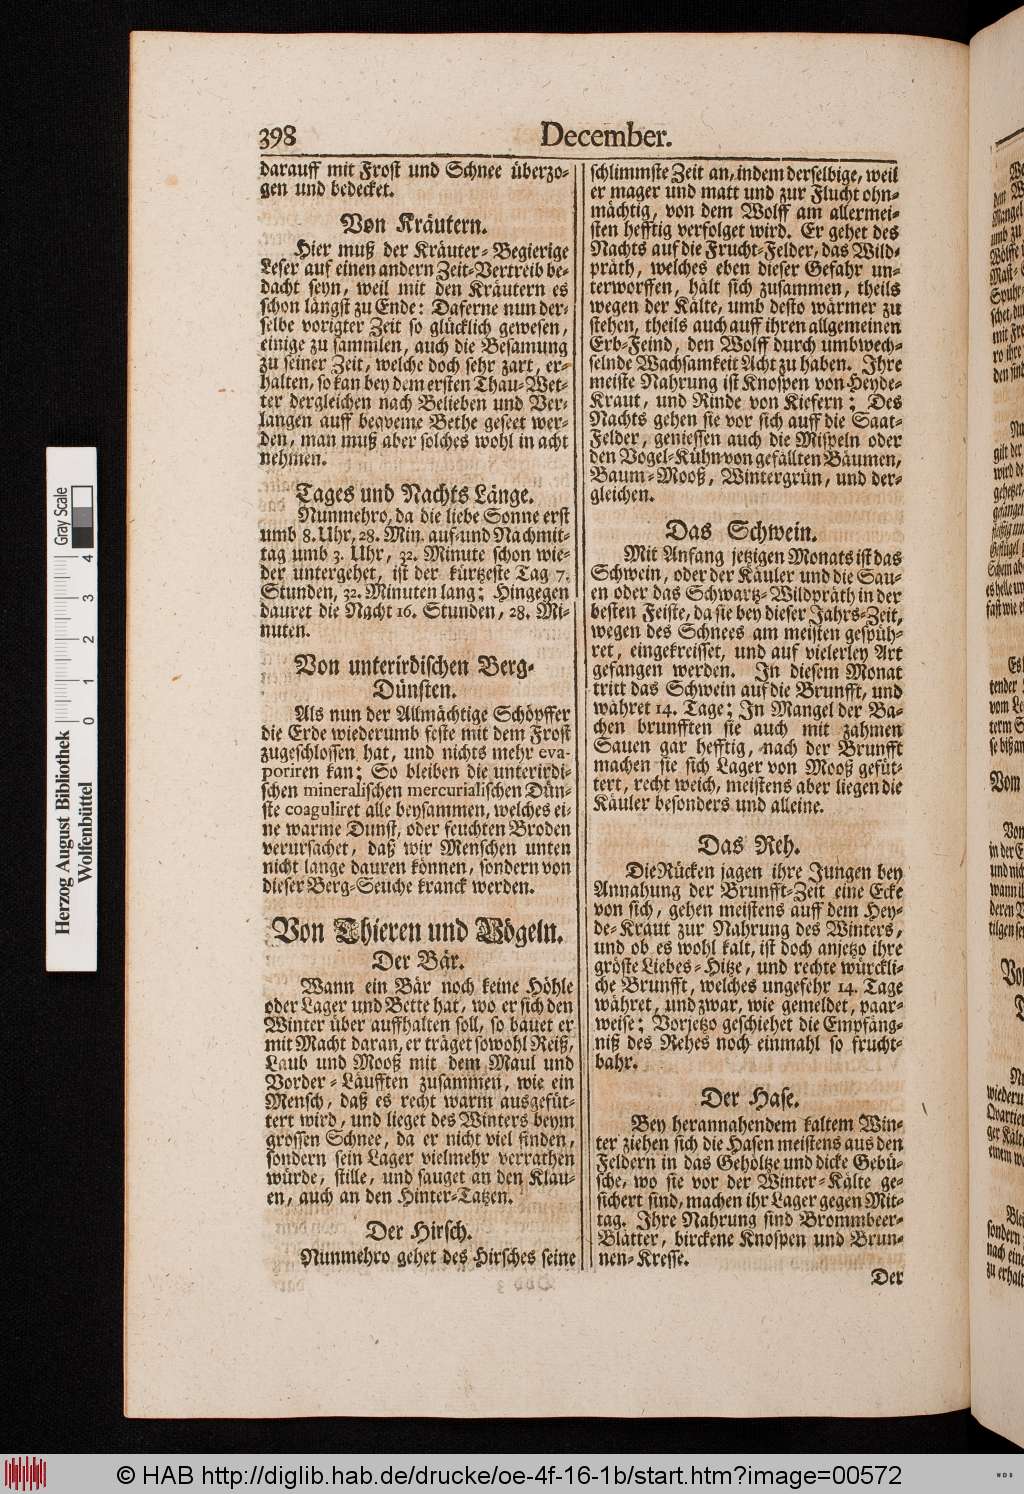 398
December.
darauff mit Frost und Schnee überzo-
gen und bedecket.
Von Kräutern.
Hier muß der Kräuter-Begierige
Leser auf einen andern Zeit-Vertreib be-
dacht seyn, weil mit den Kräutern es
schon längst zu Ende: Daferne nun der-
selbe vorigter Zeit so glücklich gewesen,
einige zu sammlen, auch die Besamung
zu seiner Zeit, welche doch sehr zart, er-
halten, so kan bey dem ersten Thau-Wet-
ter dergleichen nach Belieben und Ver-
langen auff beqveme Bethe geseet wer-
den, man muß aber solches wohl in acht
nehmen.
Tages und Nachts Länge.
Nunmehro, da die liebe Sonne erst
umb 8. Uhr, 28. Min. auf-und Nachmit-
tag umb 3. Uhr, 32. Minute schon wie-
der untergehet, ist der kürtzeste Tag 7.
Stunden, 32. Minuten lang; Hingegen
dauret die Nacht 16. Stunden, 28. Mi-
nuten.
Von unterirdischen Berg-
Dünsten.
Als nun der Allmächtige Schöpffer
die Erde wiederumb feste mit dem Frost
zugeschlossen hat, und nichts mehr eva-
poriren kan; So bleiben die unterirdi-
schen mineralischen mercurialischen Dün-
ste coaguliret alle beysammen, welches ei-
ne warme Dunst, oder feuchten Broden
verursachet, daß wir Menschen unten
nicht lange dauren können, sondern von
dieser Berg-Seuche kranck werden.
Von Thieren und Vögeln.
Der Bär.
Wann ein Bär noch keine Höhle
oder Lager und Bette hat, wo er sich den
Winter über auffhalten soll, so bauet er
mit Macht daran, er träget sowohl Reiß,
Laub und Mooß mit dem Maul und
Vorder-Läufften zusammen, wie ein
Mensch, daß es recht warm ausgefüt-
tert wird, und lieget des Winters beym
grossen Schnee, da er nicht viel finden,
sondern sein Lager vielmehr verrathen
würde, stille, und sauget an den Klau-
en, auch an den Hinter-Tatzen.
Der Hirsch.
Nunmehro gehet des Hirsches seine
schlimmste Zeit an, indem derselbige, weil
er mager und matt und zur Flucht ohn-
mächtig, von dem Wolff am allermei-
sten hefftig verfolget wird. Er gehet des
Nachts auf die Frucht-Felder, das Wild-
präth, welches eben dieser Gefahr un-
terworffen, hält sich zusammen, theils
wegen der Kälte, umb desto wärmer zu
stehen, theils auch auff ihren allgemeinen
Erb-Feind, den Wolff durch umbwech-
selnde Wachsamkeit Acht zu haben. Ihre
meiste Nahrung ist Knospen von Heyde-
Kraut, und Rinde von Kiefern; Des
Nachts gehen sie vor sich auff die Saat-
Felder, geniessen auch die Mispeln oder
den Vogel-Kühn von gefällten Bäumen,
Baum-Mooß, Wintergrün, und der-
gleichen.
Das Schwein.
Mit Anfang jetzigen Monats ist das
Schwein, oder der Käuler und die Sau-
en oder das Schwartz-Wildpräth in der
besten Feiste, da sie bey dieser Jahrs-Zeit,
wegen des Schnees am meisten gespüh-
ret, eingekreisset, und auf vielerley Art
gefangen werden. In diesem Monat
tritt das Schwein auf die Brunfft, und
währet 14. Tage; In Mangel der Ba-
chen brunfften sie auch mit zahmen
Sauen gar hefftig, nach der Brunfft
machen sie sich Lager von Mooß gefüt-
tert, recht weich, meistens aber liegen die
Käuler besonders und alleine.
Das Reh.
Die Rücken jagen ihre Jungen bey
Annahung der Brunfft-Zeit eine Ecke
von sich, gehen meistens auff dem Hey-
de-Kraut zur Nahrung des Winters,
und ob es wohl kalt, ist doch anjetzo ihre
gröste Liebes-Hitze, und rechte würckli-
che Brunfft, welches ungefehr 14. Tage
währet, und zwar, wie gemeldet, paar-
weise; Vorjetzo geschiehet die Empfäng-
niß des Rehes noch einmahl so frucht-
bahr.
Der Hase.
Bey herannahendem kaltem Win-
ter ziehen sich die Hasen meistens aus den
Feldern in das Gehöltze und dicke Gebü-
sche, wo sie vor der Winter-Kälte ge-
sichert sind, machen ihr Lager gegen Mit-
tag. Ihre Nahrung sind Brommbeer-
Blätter, birckene Knospen und Brun-
nen-Kresse.
Der
Herzog August Bibliothek
Wolfenbüttel
Gray Scale
0 1 2 3 4
© HAB http://diglib.hab.de/drucke/oe-4f-16-1b/start.htm?image=00572